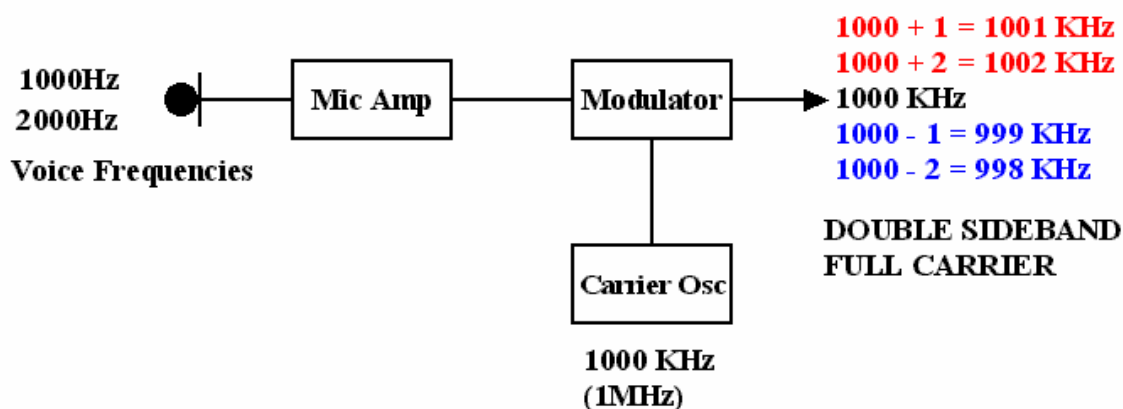 1000Hz
2000Hz
Voice Frequencies
Mic Amp
Modulator
Carrier Osc
1000 KHz
(1MHz)
1000 + 1 = 1001 KHz
1000 + 2 = 1002 KHz
1000 KHz
1000 - 1 = 999 KHz
1000 - 2 = 998 KHz
DOUBLE SIDEBAND
FULL CARRIER